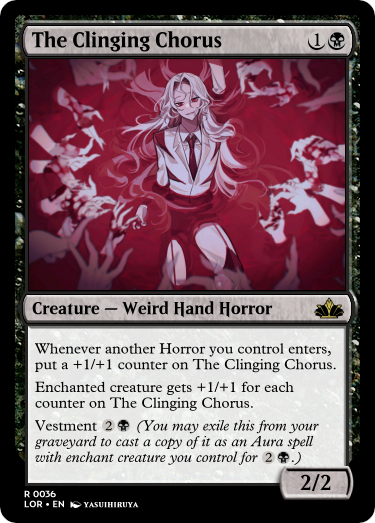 The Clinging Chorus 1
Creature — Weird Hand Horror
Whenever another Horror you control enters,
put a +1/+1 counter on The Clinging Chorus.
Enchanted creature gets +1/+1 for each
counter on The Clinging Chorus.
Vestment 2 (You may exile this from your
graveyard to cast a copy of it as an Aura spell
with enchant creature you control for 2 .)
2/2
R 0036
LOR • EN YASUIHIRUYA